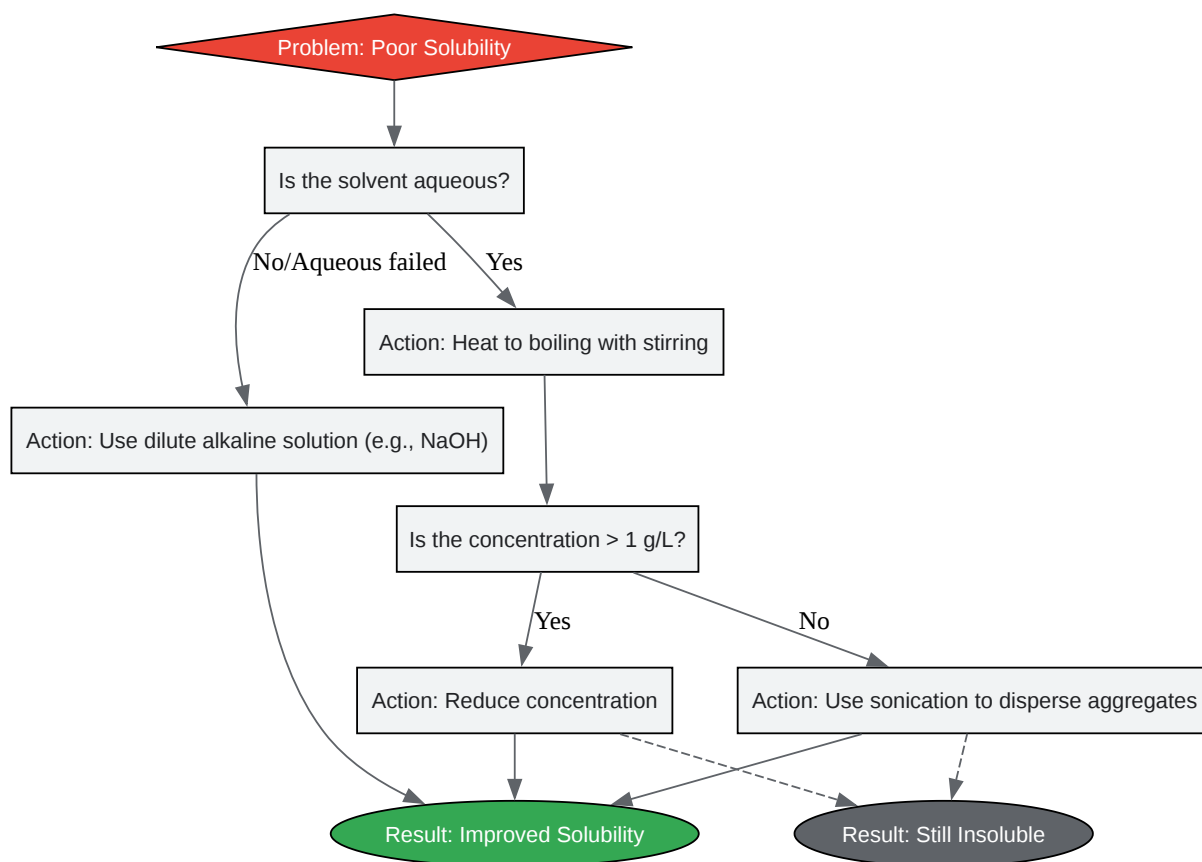 Problem: Poor Solubility
Is the solvent aqueous?
No/Aqueous failed
Yes
Action: Heat to boiling with stirring
Action: Use dilute alkaline solution (e.g., NaOH)
Is the concentration > 1 g/L?
Yes
No
Action: Reduce concentration
Action: Use sonication to disperse aggregates
Result: Improved Solubility
Result: Still Insoluble